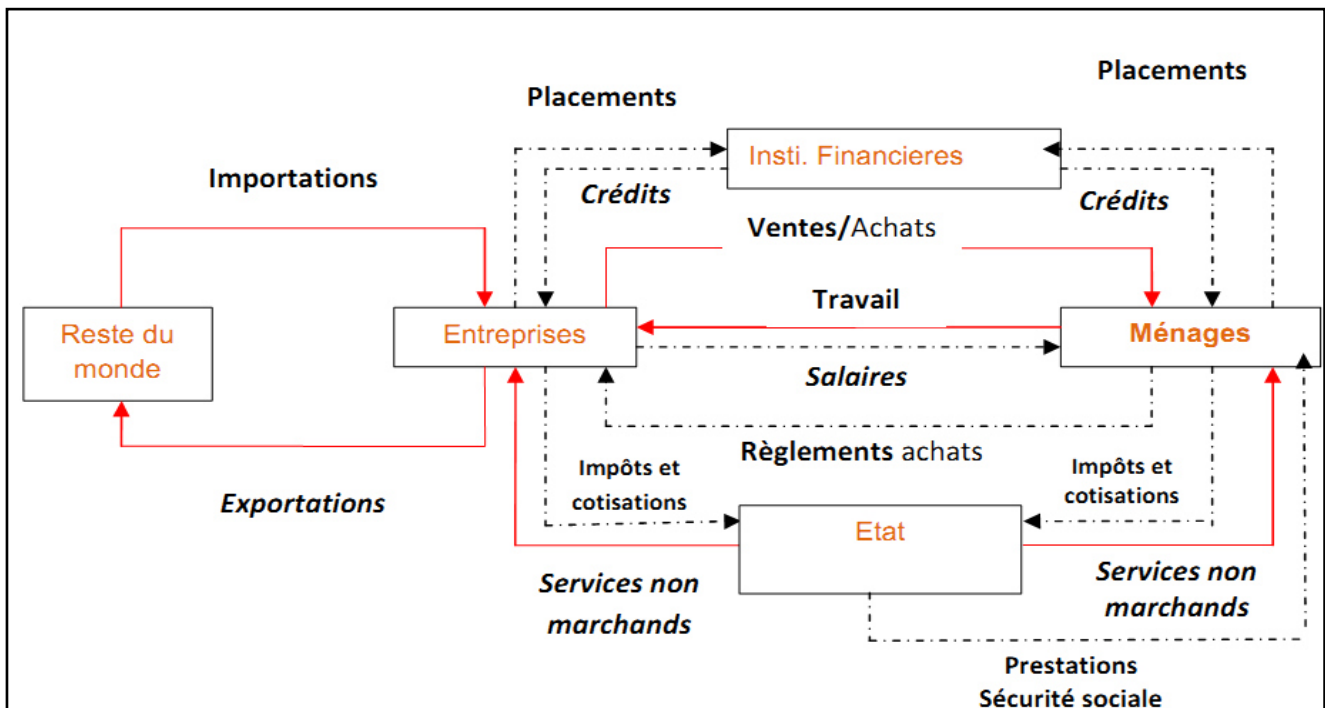 Placements
Placements
Insti. Financieres
Importations
Crédits
Crédits
Ventes/Achats
Travail
Reste du
monde
Entreprises
Ménages
Salaires
Règlements achats
Impôts et
cotisations
Impôts et
cotisations
Exportations
Etat
Services non
marchands
Services non
marchands
Prestations
Sécurité sociale